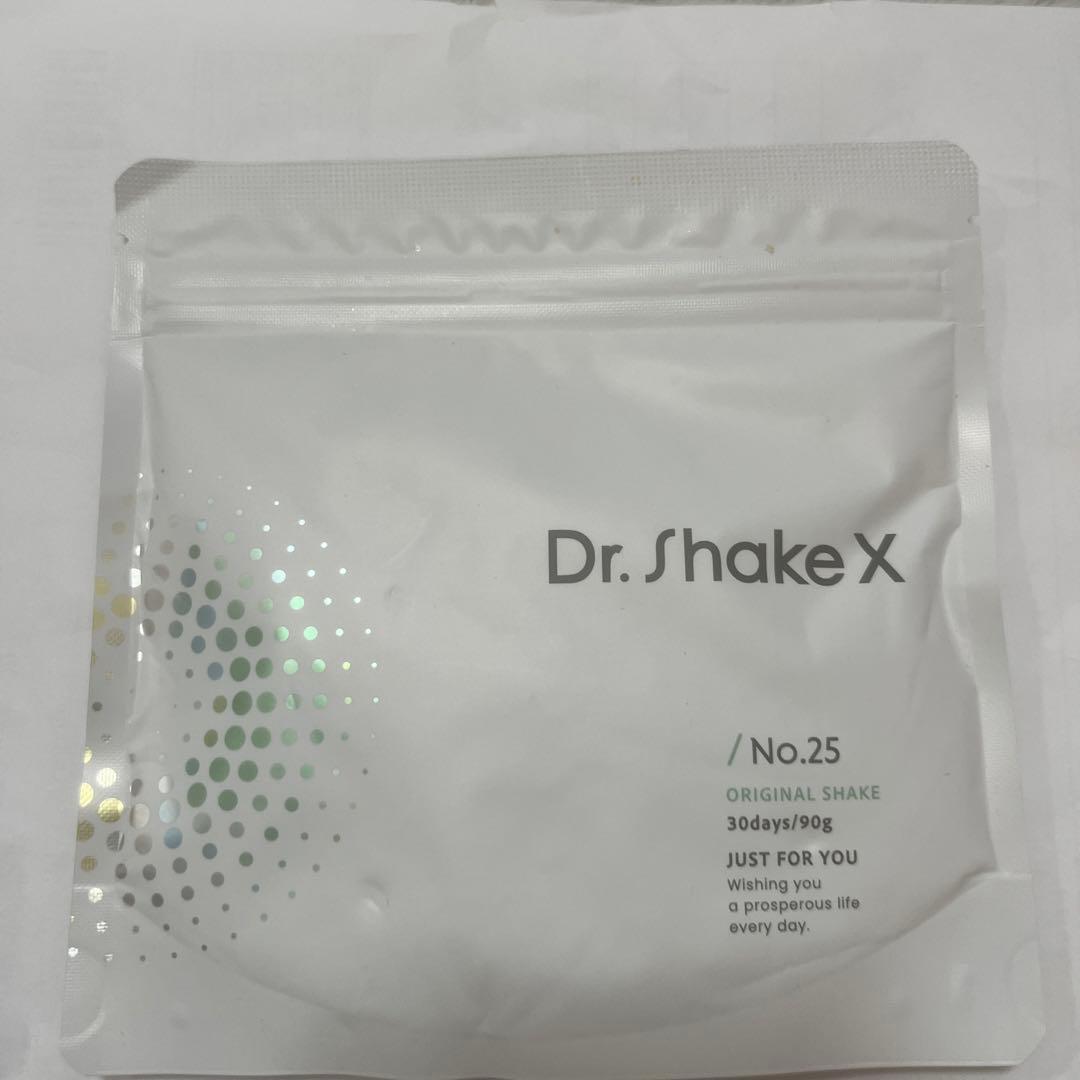 Dr. Shake X
/ No.25
ORIGINAL SHAKE
30days/90g
JUST FOR YOU
Wishing you
a prosperous life
every day.